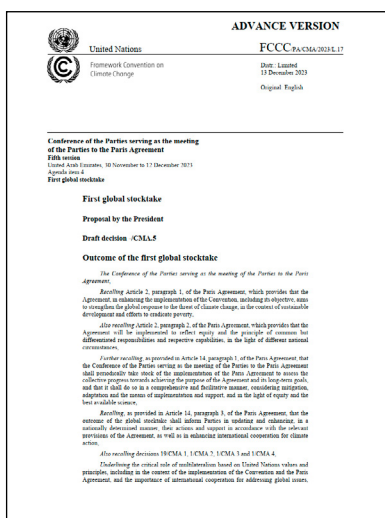 ADVANCE VERSION
United Nations
FCCC/PA/CMA/2023/L.17
Framework Convention on
Climate Change
Distr.: Limited
13 December 2023
Original: English
Conference of the Parties serving as the meeting
of the Parties to the Paris Agreement
Fifth session
United Arab Emirates, 30 November to 12 December 2023
Agenda item 4
First global stocktake
First global stocktake
Proposal by the President
Draft decision -/CMA.5
Outcome of the first global stocktake
The Conference of the Parties serving as the meeting of the Parties to the Paris
Agreement,
Recalling Article 2, paragraph 1, of the Paris Agreement, which provides that the
Agreement, in enhancing the implementation of the Convention, including its objective, aims
to strengthen the global response to the threat of climate change, in the context of sustainable
development and efforts to eradicate poverty,
Also recalling Article 2, paragraph 2, of the Paris Agreement, which provides that the
Agreement will be implemented to reflect equity and the principle of common but
differentiated responsibilities and respective capabilities, in the light of different national
circumstances,
Further recalling, as provided in Article 14, paragraph 1, of the Paris Agreement, that
the Conference of the Parties serving as the meeting of the Parties to the Paris Agreement
shall periodically take stock of the implementation of the Paris Agreement to assess the
collective progress towards achieving the purpose of the Agreement and its long-term goals,
and that it shall do so in a comprehensive and facilitative manner, considering mitigation,
adaptation and the means of implementation and support, and in the light of equity and the
best available science,
Recalling, as provided in Article 14, paragraph 3, of the Paris Agreement, that the
outcome of the global stocktake shall inform Parties in updating and enhancing, in a
nationally determined manner, their actions and support in accordance with the relevant
provisions of the Agreement, as well as in enhancing international cooperation for climate
action,
Also recalling decisions 19/CMA.1, 1/CMA.2, 1/CMA.3 and 1/CMA.4,
Underlining the critical role of multilateralism based on United Nations values and
principles, including in the context of the implementation of the Convention and the Paris
Agreement, and the importance of international cooperation for addressing global issues,